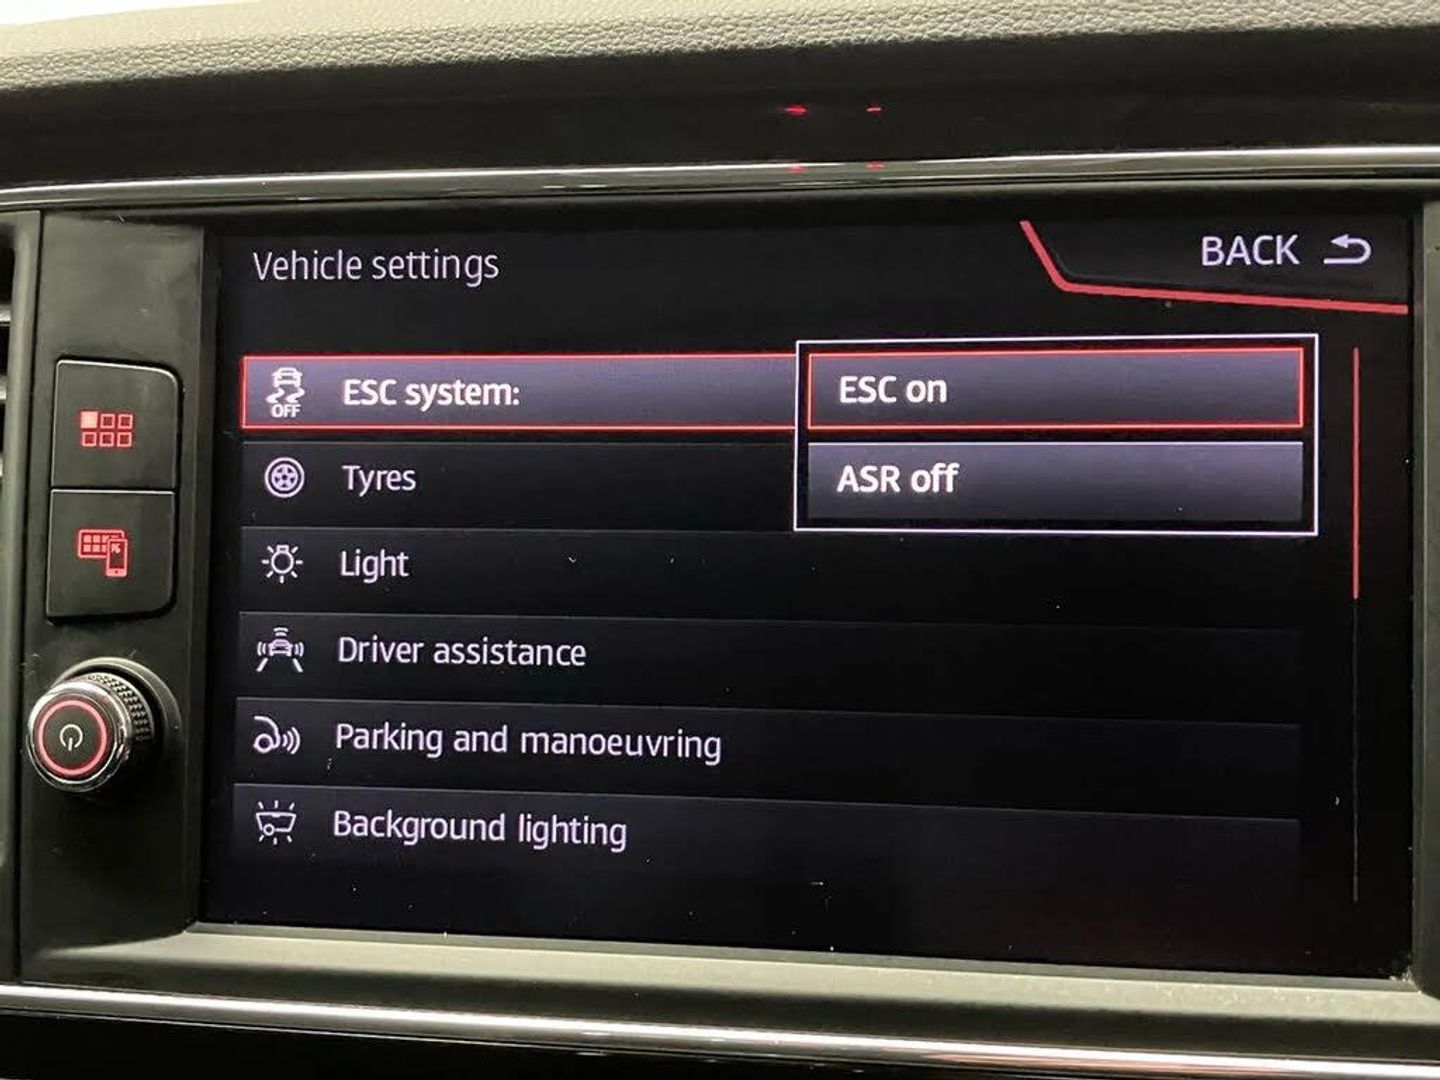 Vehicle settings
BACK
ESC system:
OFF
ESC on
Tyres
ASR off
Light
Driver assistance
Parking and manoeuvring
Background lighting